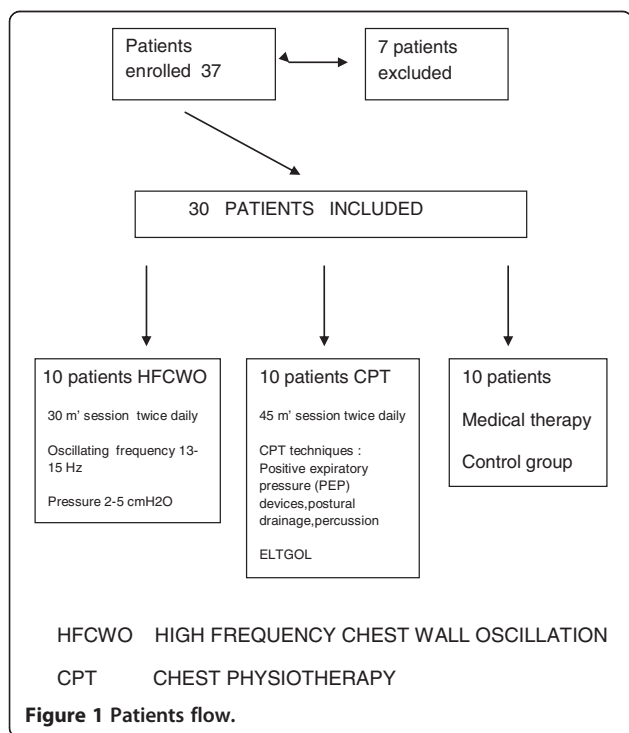 Patients
enrolled 37
7 patients
excluded
30 PATIENTS INCLUDED
10 patients HFCWO
30 m' session twice daily
Oscillating frequency 13-
15 Hz
Pressure 2-5 cmH2O
10 patients CPT
45 m' session twice daily
CPT techniques :
Positive expiratory
pressure (PEP)
devices,postural
drainage,percussion
ELTGOL
10 patients
Medical therapy
Control group
HFCWO HIGH FREQUENCY CHEST WALL OSCILLATION
CPT CHEST PHYSIOTHERAPY
Figure 1 Patients flow.